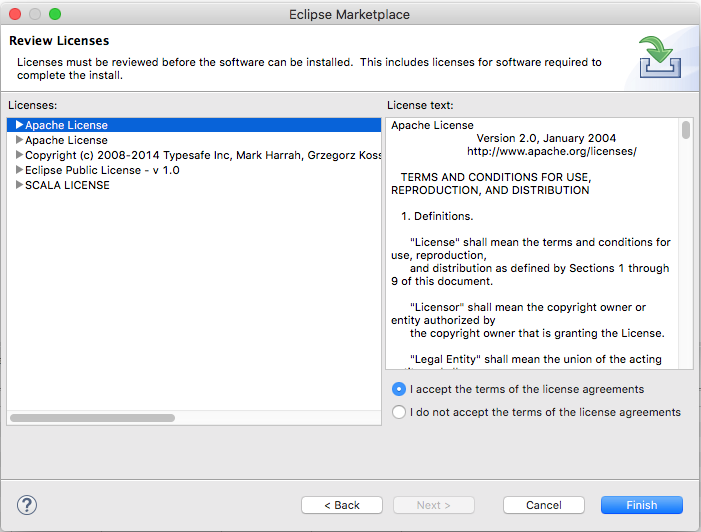 Eclipse Marketplace
Review Licenses
Licenses must be reviewed before the software can be installed.  This includes licenses for software required to
complete the install.
Licenses:
Apache License
Apache License
Copyright (c) 2008-2014 Typesafe Inc, Mark Harrah, Grzegorz Koss
Eclipse Public License - v 1.0
SCALA LICENSE
License text:
Apache License
Version 2.0, January 2004
http://www.apache.org/licenses/
TERMS AND CONDITIONS FOR USE,
REPRODUCTION, AND DISTRIBUTION
1. Definitions.
"License" shall mean the terms and conditions for
use, reproduction,
and distribution as defined by Sections 1 through
9 of this document.
"Licensor" shall mean the copyright owner or
entity authorized by
the copyright owner that is granting the License.
"Legal Entity" shall mean the union of the acting
I accept the terms of the license agreements
I do not accept the terms of the license agreements
?
< Back
Next >
Cancel
Finish